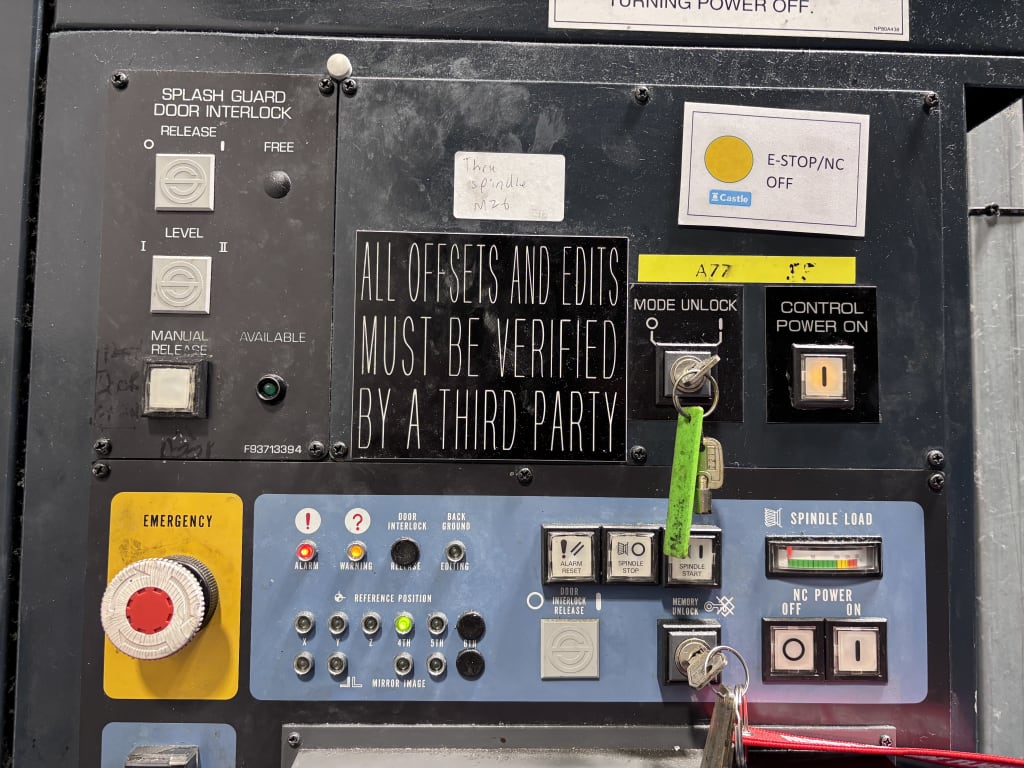 TURNING POWER OFF.
NP80A438
SPLASH GUARD
DOOR INTERLOCK
RELEASE
FREE
LEVEL
I II
MANUAL
RELEASE
AVAILABLE
F93713394
Thru
spindle
M26
E-STOP/NC
OFF
Castle
ALL OFFSETS AND EDITS
MUST BE VERIFIED
BY A THIRD PARTY
A77
MODE UNLOCK
CONTROL
POWER ON
EMERGENCY
! ?
DOOR
INTERLOCK
RELEASE
BACK
GROUND
EDITING
ALARM
WARNING
REFERENCE POSITION
X Y Z 4TH 5TH 6TH
MIRROR IMAGE
ALARM
RESET
SPINDLE
STOP
SPINDLE
START
SPINDLE LOAD
DOOR
INTERLOCK
RELEASE
MEMORY
UNLOCK
NC POWER
OFF ON